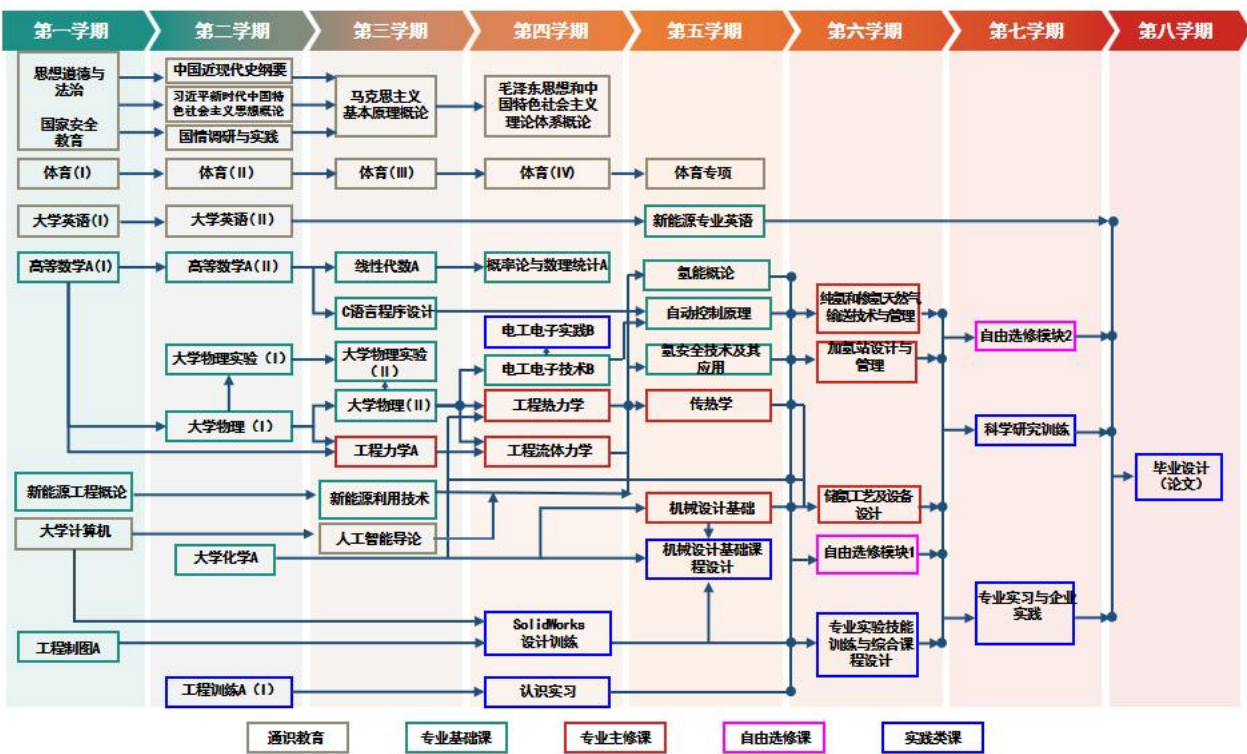 第一学期
第二学期
第三学期
第四学期
第五学期
第六学期
第七学期
第八学期
思想道德与
法治
国家安全
教育
中国近现代史纲要
习近平新时代中国特
色社会主义思想概论
国情调研与实践
马克思主义
基本原理概论
毛泽东思想和中
国特色社会主义
理论体系概论
体育(I)
体育(II)
体育(III)
体育(IV)
体育专项
大学英语(I)
大学英语(II)
新能源专业英语
高等数学A(I)
高等数学A(II)
线性代数A
概率论与数理统计A
氢能概论
C语言程序设计
自动控制原理
纯氢和掺氢天然气
输送技术与管理
电工电子实践B
自由选修模块2
大学物理实验（I）
大学物理实验
（II）
电工电子技术B
氢安全技术及其
应用
加氢站设计与
管理
大学物理（I）
大学物理(II)
工程热力学
传热学
科学研究训练
工程力学A
工程流体力学
毕业设计
（论文）
新能源工程概论
新能源利用技术
机械设计基础
储氢工艺及设备
设计
大学计算机
人工智能导论
大学化学A
机械设计基础课
程设计
自由选修模块1
专业实习与企业
实践
工程制图A
SolidWorks
设计训练
专业实验技能
训练与综合课
程设计
工程训练A（I）
认识实习
通识教育
专业基础课
专业主修课
自由选修课
实践类课